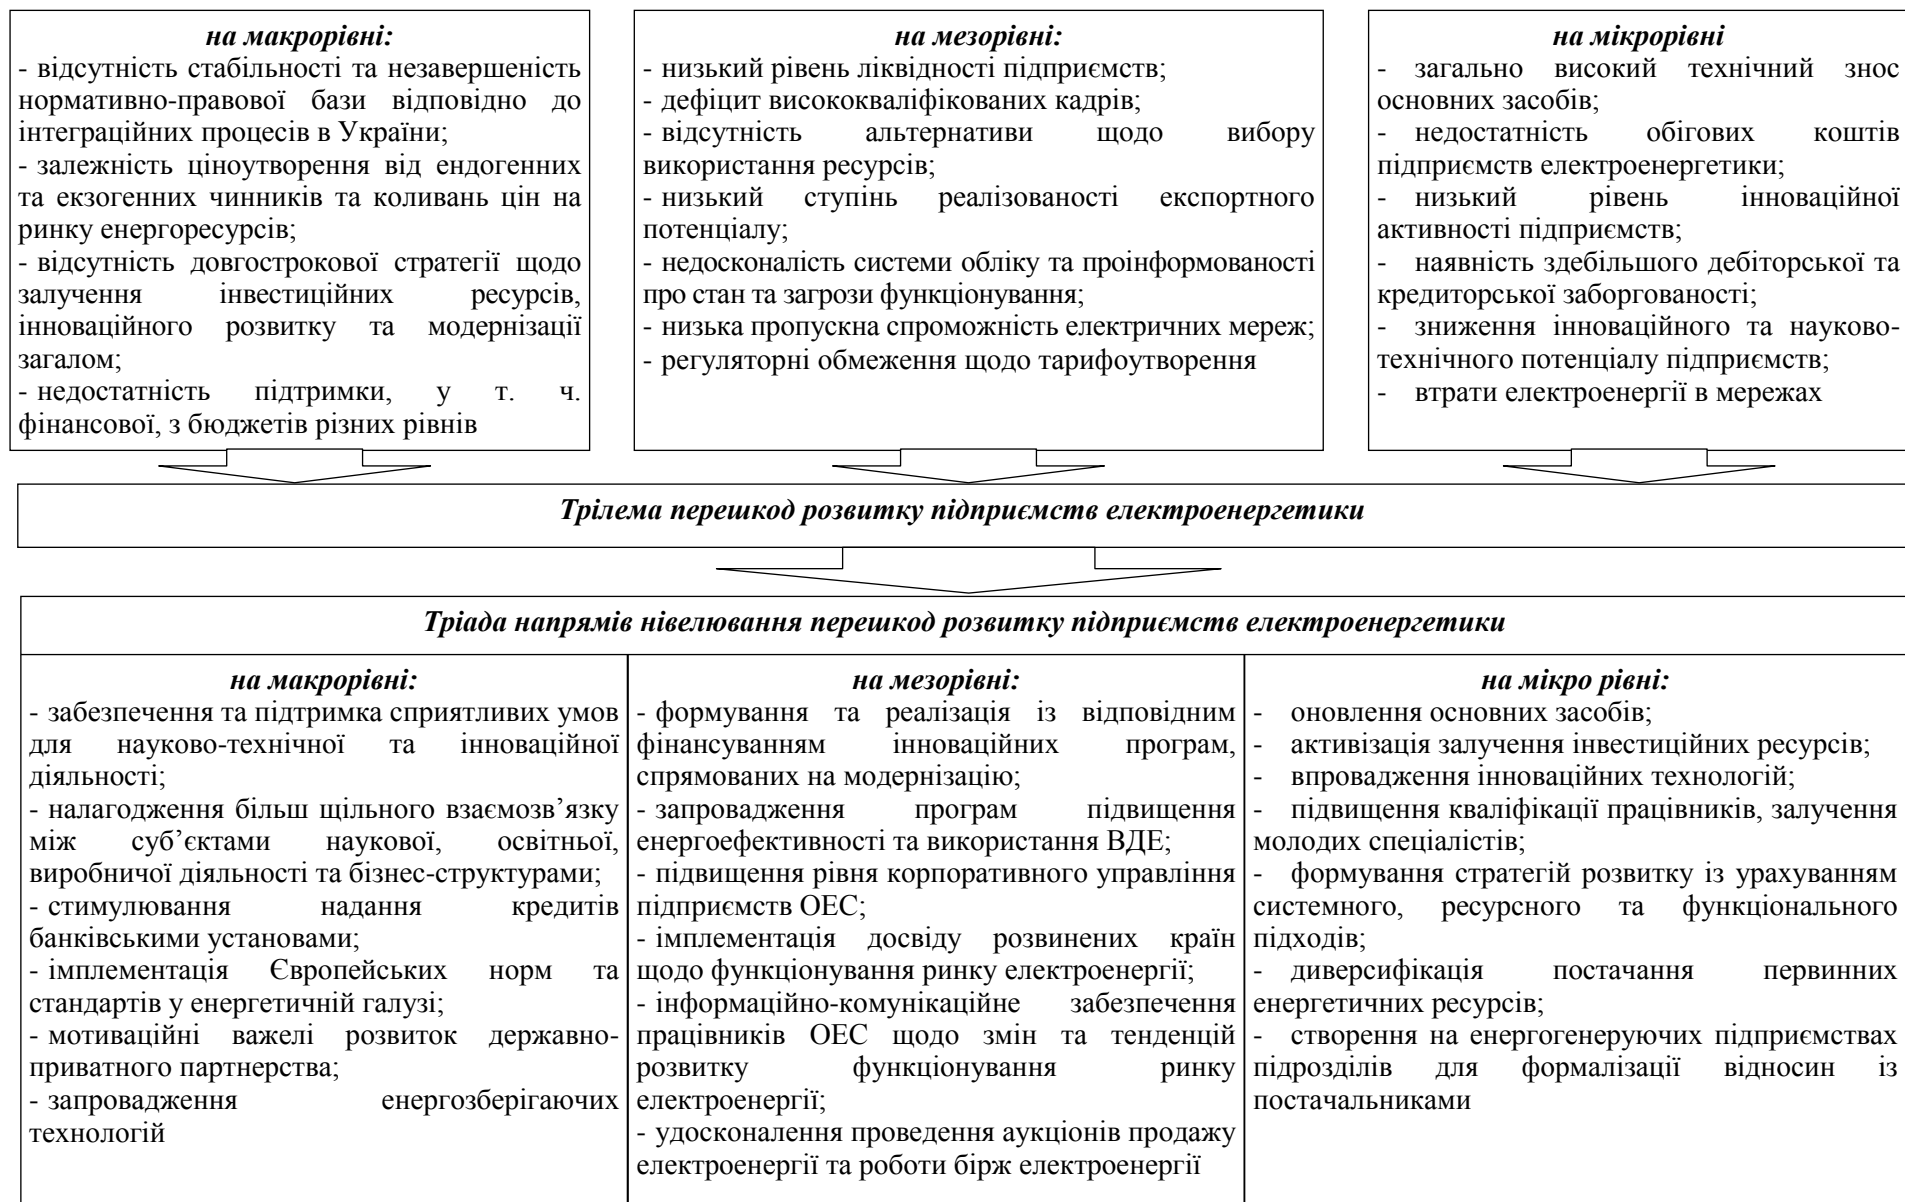 на макрорівні:
- відсутність стабільності та незавершеність
нормативно-правової бази відповідно до
інтеграційних процесів в України;
- залежність ціноутворення від ендогенних
та екзогенних чинників та коливань цін на
ринку енергоресурсів;
- відсутність довгострокової стратегії щодо
залучення інвестиційних ресурсів,
інноваційного розвитку та модернізації
загалом;
- недостатність підтримки, у т. ч.
фінансової, з бюджетів різних рівнів
на мезорівні:
- низький рівень ліквідності підприємств;
- дефіцит висококваліфікованих кадрів;
- відсутність альтернативи щодо вибору
використання ресурсів;
- низький ступінь реалізованості експортного
потенціалу;
- недосконалість системи обліку та проінформованості
про стан та загрози функціонування;
- низька пропускна спроможність електричних мереж;
- регуляторні обмеження щодо тарифоутворення
на мікрорівні
- загально високий технічний знос
основних засобів;
- недостатність обігових коштів
підприємств електроенергетики;
- низький рівень інноваційної
активності підприємств;
- наявність здебільшого дебіторської та
кредиторської заборгованості;
- зниження інноваційного та науково-
технічного потенціалу підприємств;
- втрати електроенергії в мережах
Трілема перешкод розвитку підприємств електроенергетики
Тріада напрямів нівелювання перешкод розвитку підприємств електроенергетики
на макрорівні:
- забезпечення та підтримка сприятливих умов
для науково-технічної та інноваційної
діяльності;
- налагодження більш щільного взаємозв’язку
між суб’єктами наукової, освітньої,
виробничої діяльності та бізнес-структурами;
- стимулювання надання кредитів
банківськими установами;
- імплементація Європейських норм та
стандартів у енергетичній галузі;
- мотиваційні важелі розвиток державно-
приватного партнерства;
- запровадження енергозберігаючих
технологій
на мезорівні:
- формування та реалізація із відповідним
фінансуванням інноваційних програм,
спрямованих на модернізацію;
- запровадження програм підвищення
енергоефективності та використання ВДЕ;
- підвищення рівня корпоративного управління
підприємств ОЕС;
- імплементація досвіду розвинених країн
щодо функціонування ринку електроенергії;
- інформаційно-комунікаційне забезпечення
працівників ОЕС щодо змін та тенденцій
розвитку функціонування ринку
електроенергії;
- удосконалення проведення аукціонів продажу
електроенергії та роботи бірж електроенергії
на мікро рівні:
- оновлення основних засобів;
- активізація залучення інвестиційних ресурсів;
- впровадження інноваційних технологій;
- підвищення кваліфікації працівників, залучення
молодих спеціалістів;
- формування стратегій розвитку із урахуванням
системного, ресурсного та функціонального
підходів;
- диверсифікація постачання первинних
енергетичних ресурсів;
- створення на енергогенеруючих підприємствах
підрозділів для формалізації відносин із
постачальниками